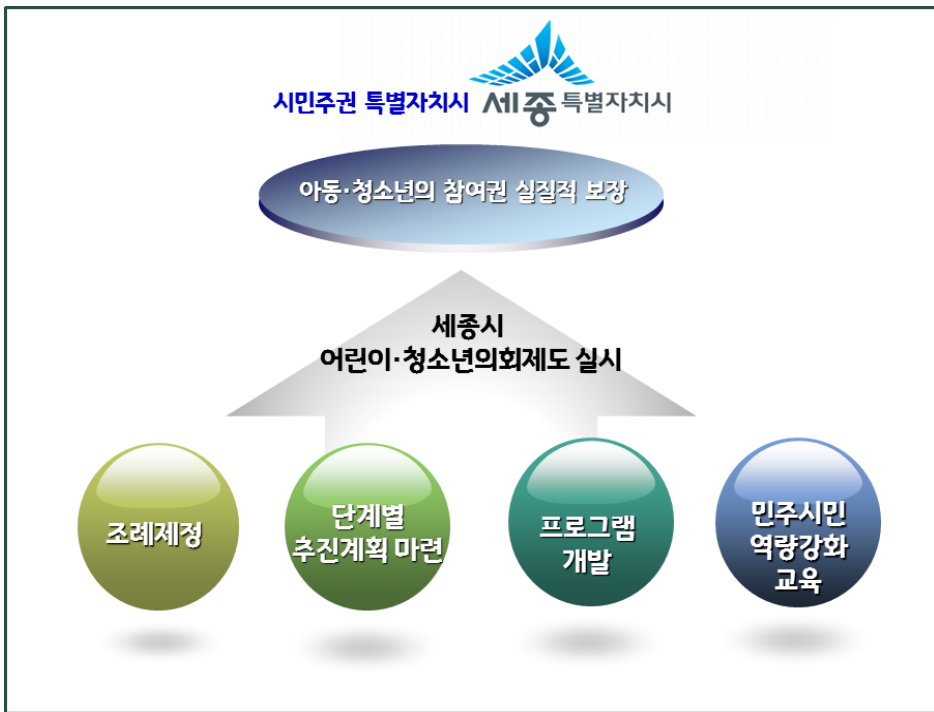 시민주권 특별자치시 세종특별자치시
아동·청소년의 참여권 실질적 보장
세종시
어린이·청소년의회제도 실시
조례제정
단계별
추진계획 마련
프로그램
개발
민주시민
역량강화
교육